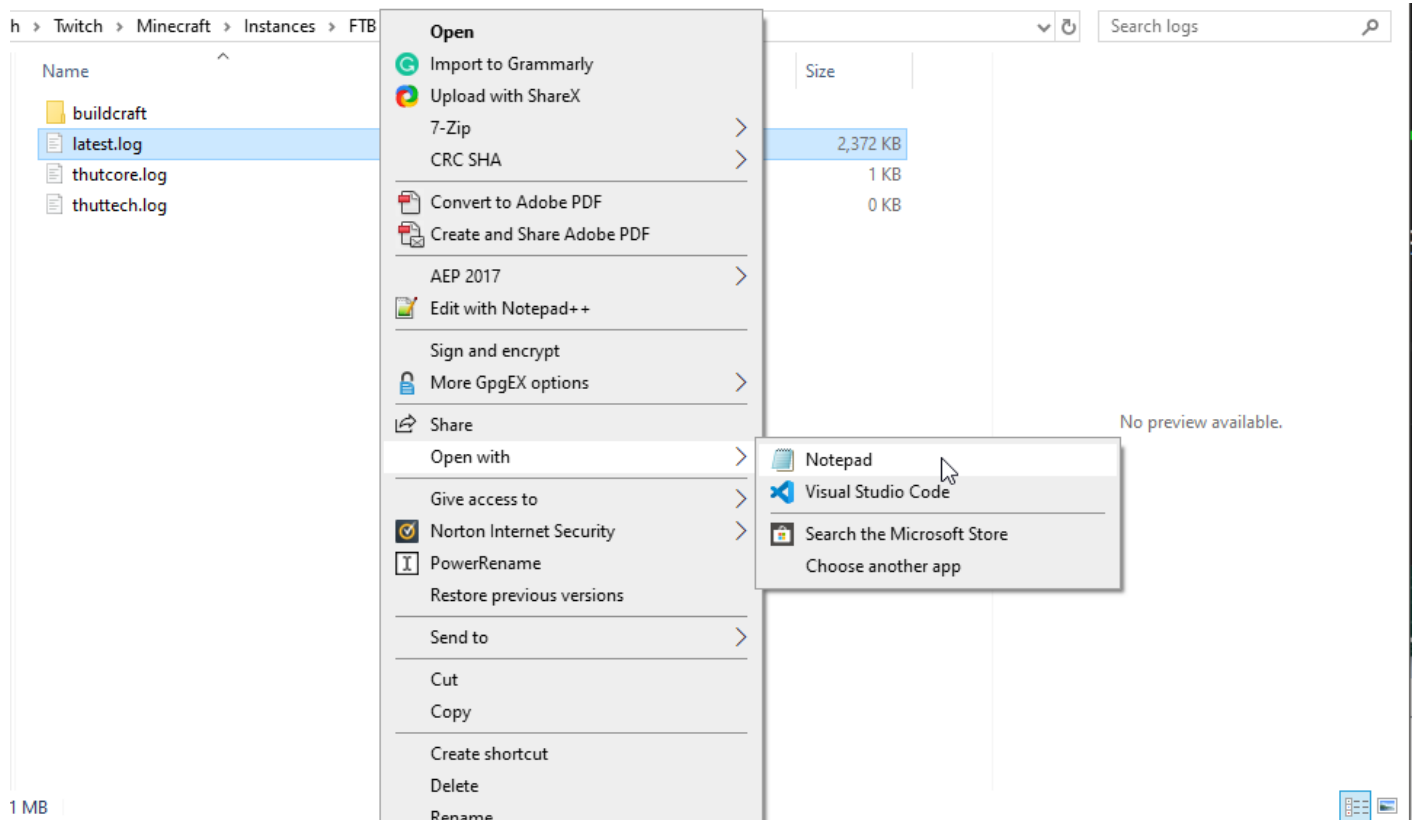 h > Twitch > Minecraft > Instances > FTB
Search logs
Name
Size
buildcraft
latest.log
2,372 KB
thutcore.log
1 KB
thuttech.log
0 KB
Open
Import to Grammarly
Upload with ShareX
7-Zip
CRC SHA
Convert to Adobe PDF
Create and Share Adobe PDF
AEP 2017
Edit with Notepad++
Sign and encrypt
More GpgEX options
Share
Open with
Give access to
Norton Internet Security
PowerRename
Restore previous versions
Send to
Cut
Copy
Create shortcut
Delete
Rename
Notepad
Visual Studio Code
Search the Microsoft Store
Choose another app
No preview available.
1 MB